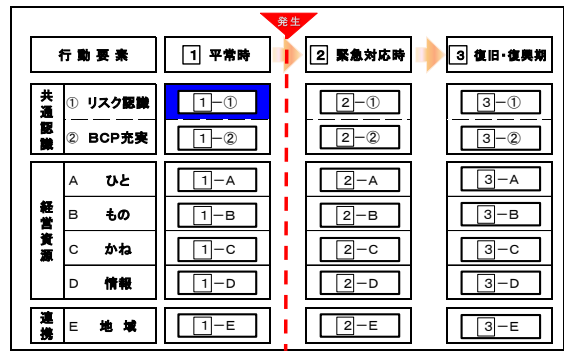 発生
行動要素 1 平常時 2 緊急対応時 3 復旧・復興期
共通認識
① リスク認識 1-① 2-① 3-①
② BCP充実 1-② 2-② 3-②
経営資源
A ひと 1-A 2-A 3-A
B もの 1-B 2-B 3-B
C かね 1-C 2-C 3-C
D 情報 1-D 2-D 3-D
連携
E 地域 1-E 2-E 3-E